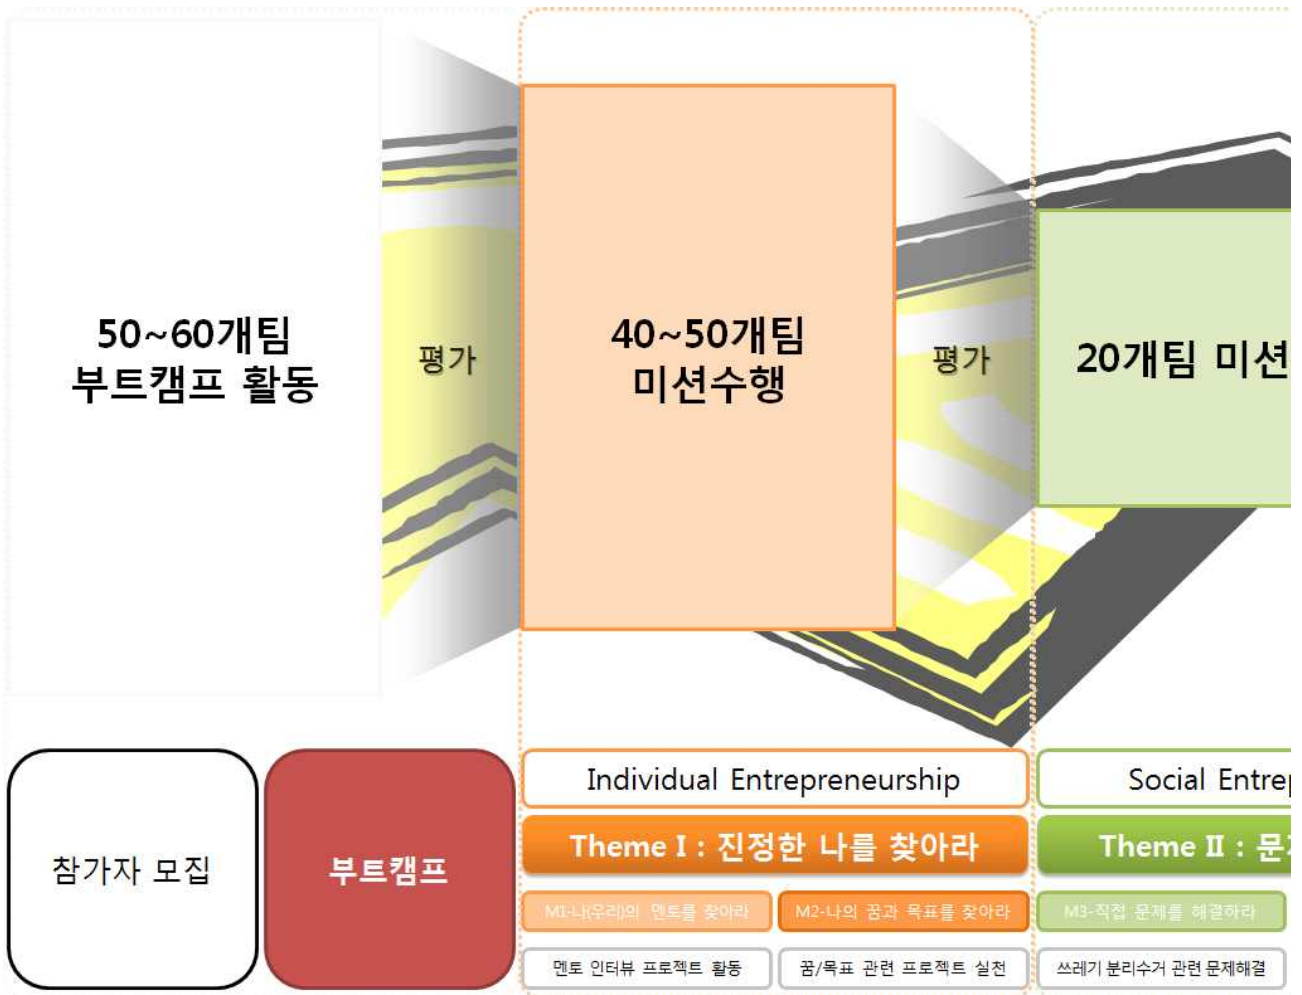 50~60개팀
부트캠프 활동
평가
40~50개팀
미션수행
평가
20개팀 미션
참가자 모집
부트캠프
Individual Entrepreneurship
Theme I : 진정한 나를 찾아라
M1-나(우리)의 멘토를 찾아라
M2-나의 꿈과 목표를 찾아라
멘토 인터뷰 프로젝트 활동
꿈/목표 관련 프로젝트 실천
Social Entrep
Theme II : 문
M3-직접 문제를 해결하라
쓰레기 분리수거 관련 문제해결